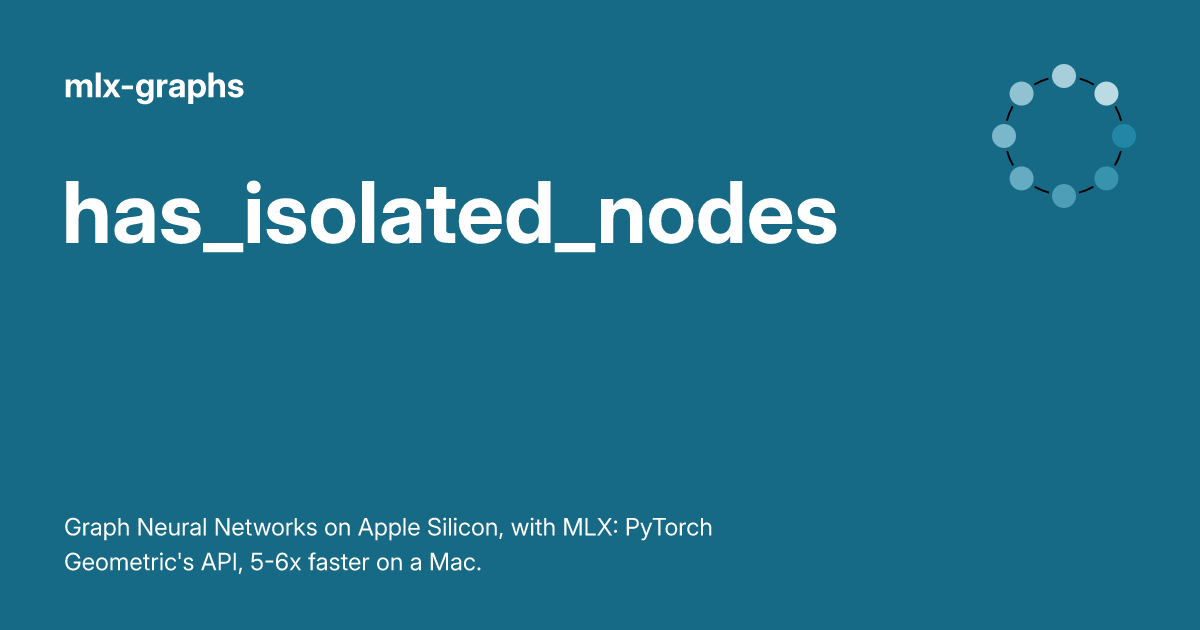 mlx-graphs
has_isolated_nodes
Graph Neural Networks on Apple Silicon, with MLX: PyTorch
Geometric's API, 5-6x faster on a Mac.